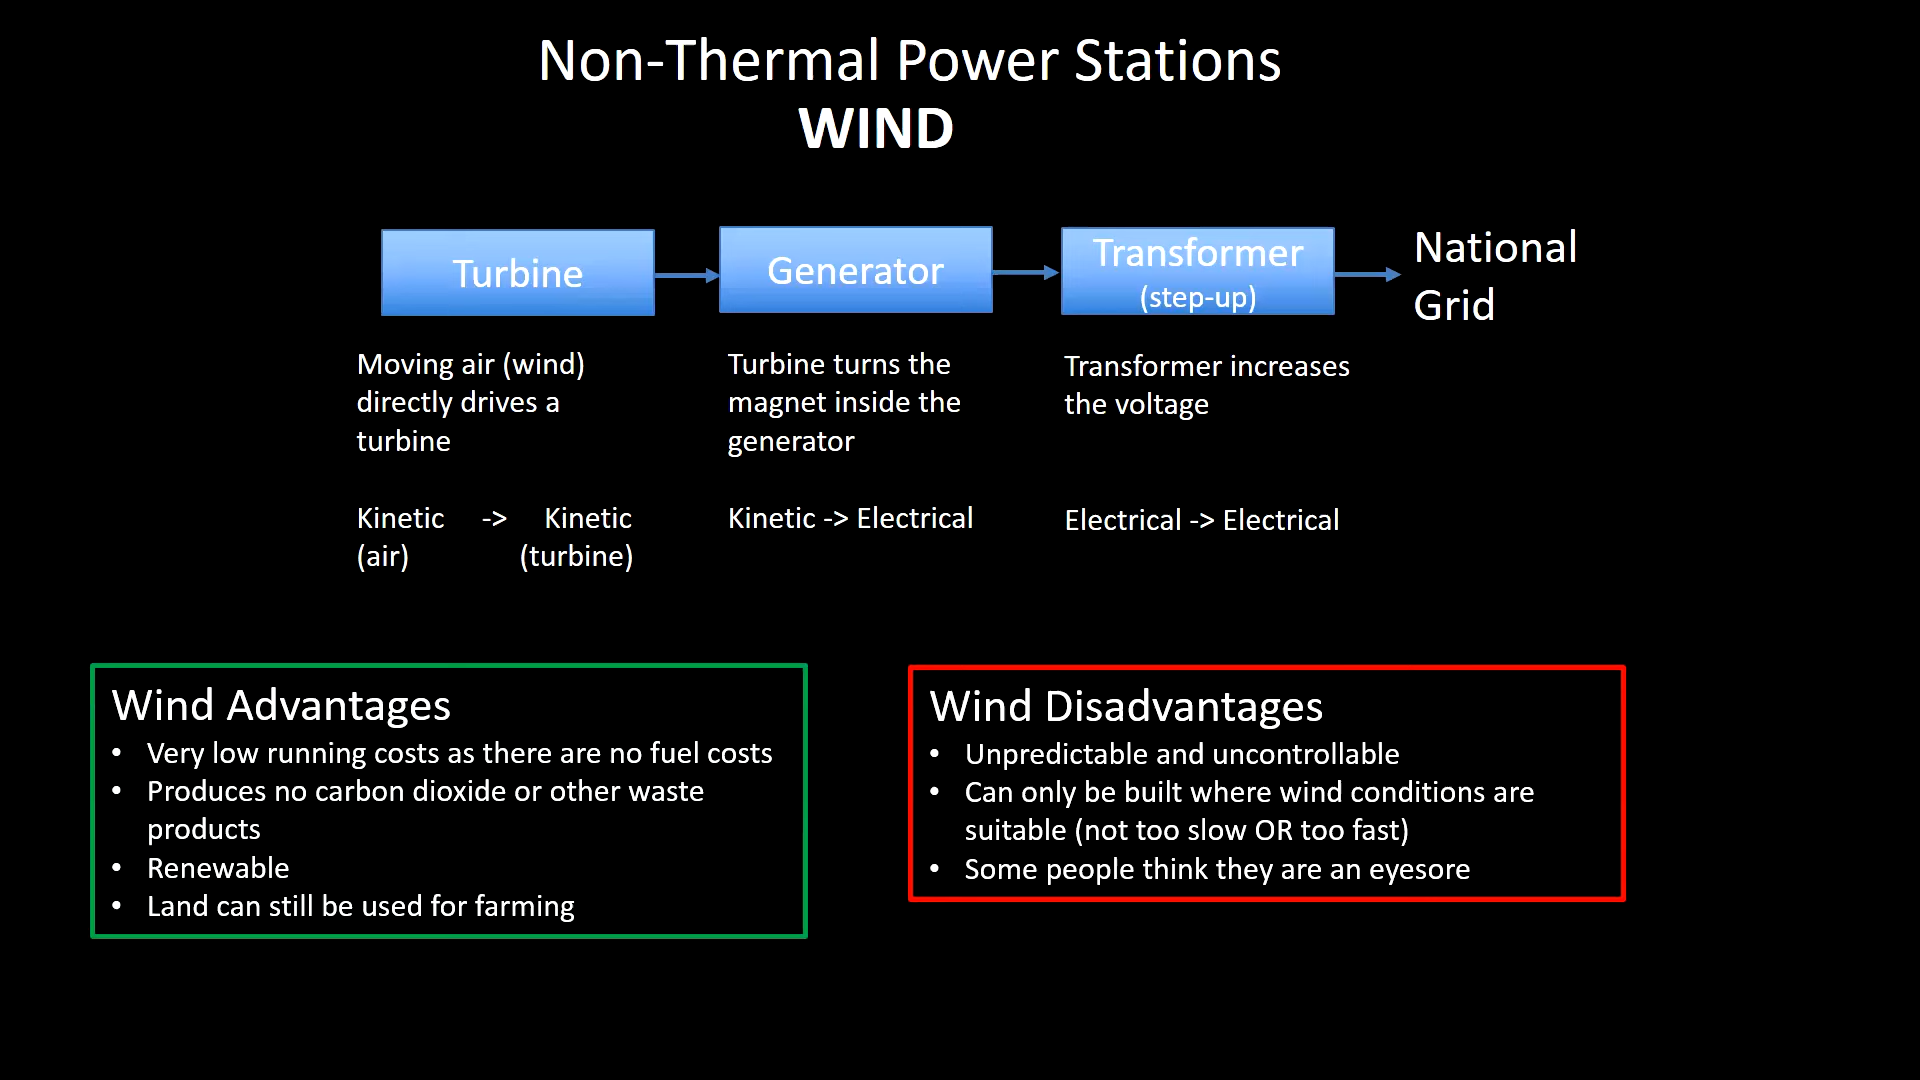 Non-Thermal Power Stations
WIND
Turbine
Generator
Transformer
(step-up)
National
Grid
Moving air (wind)
directly drives a
turbine
Kinetic -> Kinetic
(air) (turbine)
Turbine turns the
magnet inside the
generator
Kinetic -> Electrical
Transformer increases
the voltage
Electrical -> Electrical
Wind Advantages
• Very low running costs as there are no fuel costs
• Produces no carbon dioxide or other waste
products
• Renewable
• Land can still be used for farming
Wind Disadvantages
• Unpredictable and uncontrollable
• Can only be built where wind conditions are
suitable (not too slow OR too fast)
• Some people think they are an eyesore